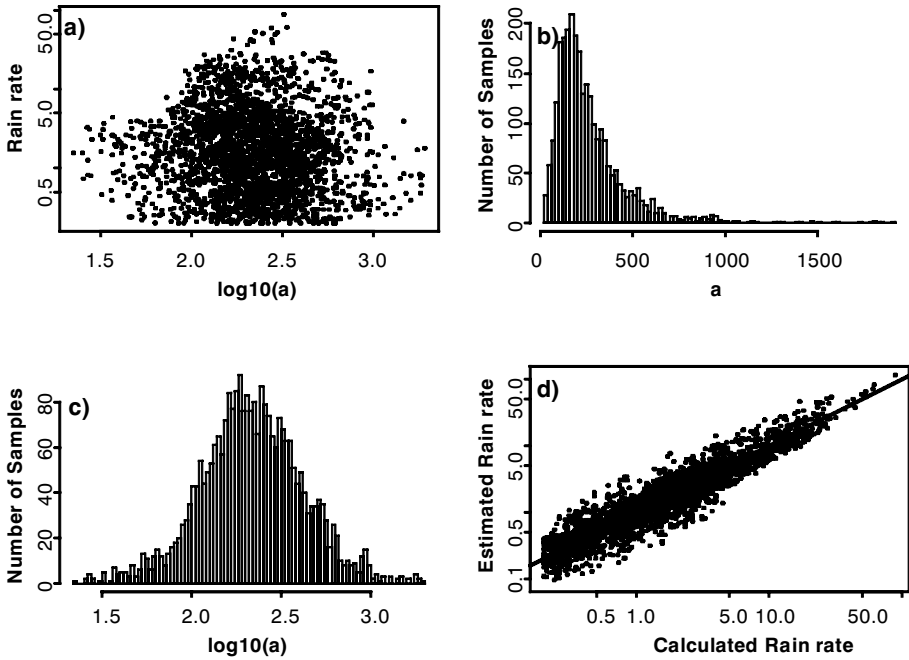 a)
Rain rate
50.0
5.0
0.5
1.5 2.0 2.5 3.0
log10(a)
b)
Number of Samples
200
150
100
50
0
0 500 1000 1500
a
c)
Number of Samples
80
60
40
20
0
1.5 2.0 2.5 3.0
log10(a)
d)
Estimated Rain rate
50.0
5.0
0.5
0.1
0.5 1.0 5.0 10.0 50.0
Calculated Rain rate